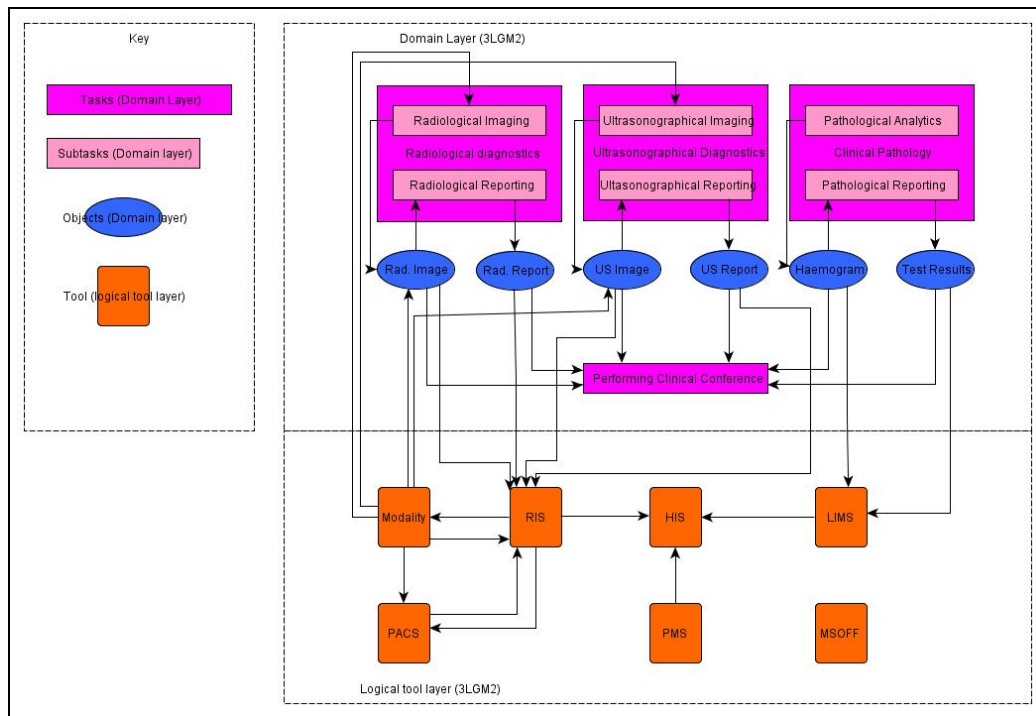 Key
Tasks (Domain Layer)
Subtasks (Domain layer)
Objects (Domain layer)
Tool (logical tool layer)
Domain Layer (3LGM2)
Radiological Imaging
Radiological diagnostics
Radiological Reporting
Ultrasonographical Imaging
Ultrasonographical Diagnostics
Ultasonographical Reporting
Pathological Analytics
Clinical Pathology
Pathological Reporting
Rad. Image
Rad. Report
US Image
US Report
Haemogram
Test Results
Performing Clinical Conference
Modality
RIS
HIS
LIMS
PACS
PMS
MSOFF
Logical tool layer (3LGM2)